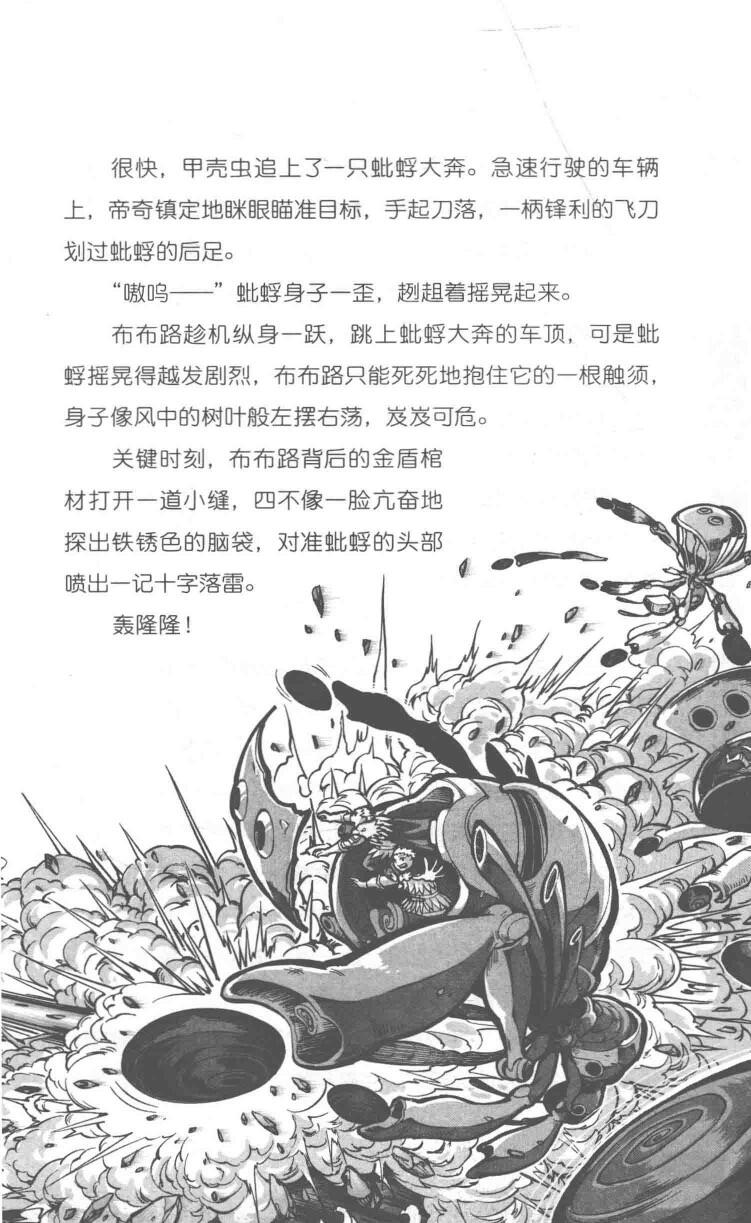 很快，甲壳虫追上了一只蚍蜉大奔。急速行驶的车辆
上，帝奇镇定地眯眼瞄准目标，手起刀落，一柄锋利的飞刀
划过蚍蜉的后足。
“嗷呜——”蚍蜉身子一歪，趔趄着摇晃起来。
布布路趁机纵身一跃，跳上蚍蜉大奔的车顶，可是蚍
蜉摇晃得越发剧烈，布布路只能死死地抱住它的一根触须，
身子像风中的树叶般左摆右荡，岌岌可危。
关键时刻，布布路背后的金盾棺
材打开一道小缝，四不像一脸亢奋地
探出铁锈色的脑袋，对准蚍蜉的头部
喷出一记十字落雷。
轰隆隆！